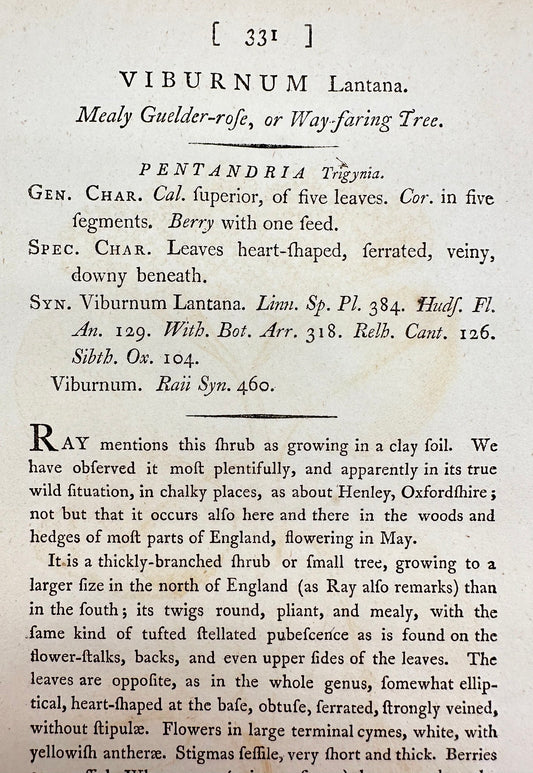 [ 331 ]
VIBURNUM Lantana.
Mealy Guelder-roſe, or Way-faring Tree.
PENTANDRIA Trigynia.
GEN. CHAR. Cal. ſuperior, of five leaves. Cor. in five
ſegments. Berry with one ſeed.
SPEC. CHAR. Leaves heart-ſhaped, ſerrated, veiny,
downy beneath.
SYN. Viburnum Lantana. Linn. Sp. Pl. 384. Hudſ. Fl.
An. 129. With. Bot. Arr. 318. Relh. Cant. 126.
Sibth. Ox. 104.
Viburnum. Raii Syn. 460.
RAY mentions this ſhrub as growing in a clay ſoil. We
have obſerved it moſt plentifully, and apparently in its true
wild ſituation, in chalky places, as about Henley, Oxfordſhire;
not but that it occurs alſo here and there in the woods and
hedges of moſt parts of England, flowering in May.
It is a thickly-branched ſhrub or ſmall tree, growing to a
larger ſize in the north of England (as Ray alſo remarks) than
in the ſouth; its twigs round, pliant, and mealy, with the
ſame kind of tufted ſtellated pubeſcence as is found on the
flower-ſtalks, backs, and even upper ſides of the leaves. The
leaves are oppoſite, as in the whole genus, ſomewhat ellip-
tical, heart-ſhaped at the baſe, obtuſe, ſerrated, ſtrongly veined,
without ſtipulæ. Flowers in large terminal cymes, white, with
yellowiſh antheræ. Stigmas ſeſſile, very ſhort and thick. Berries